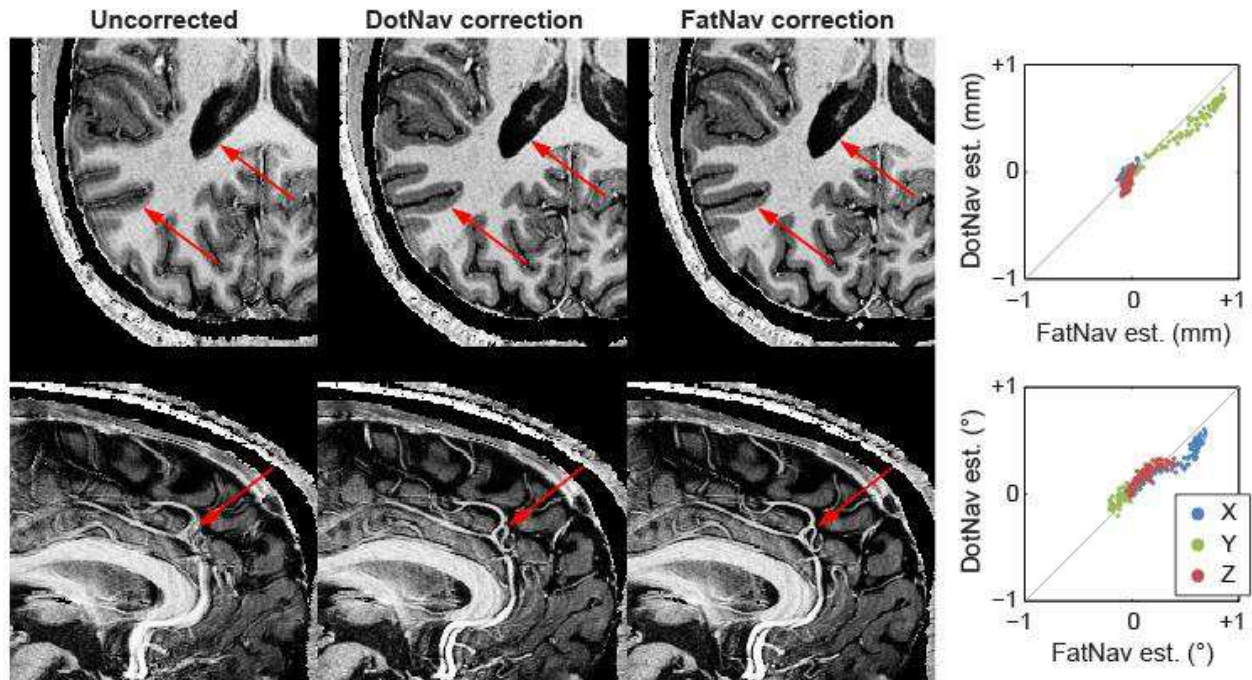 Uncorrected DotNav correction FatNav correction
+1
0
−1
DotNav est. (mm)
−1 0 +1
FatNav est. (mm)
+1
0
−1
DotNav est. (°)
X
Y
Z
−1 0 +1
FatNav est. (°)